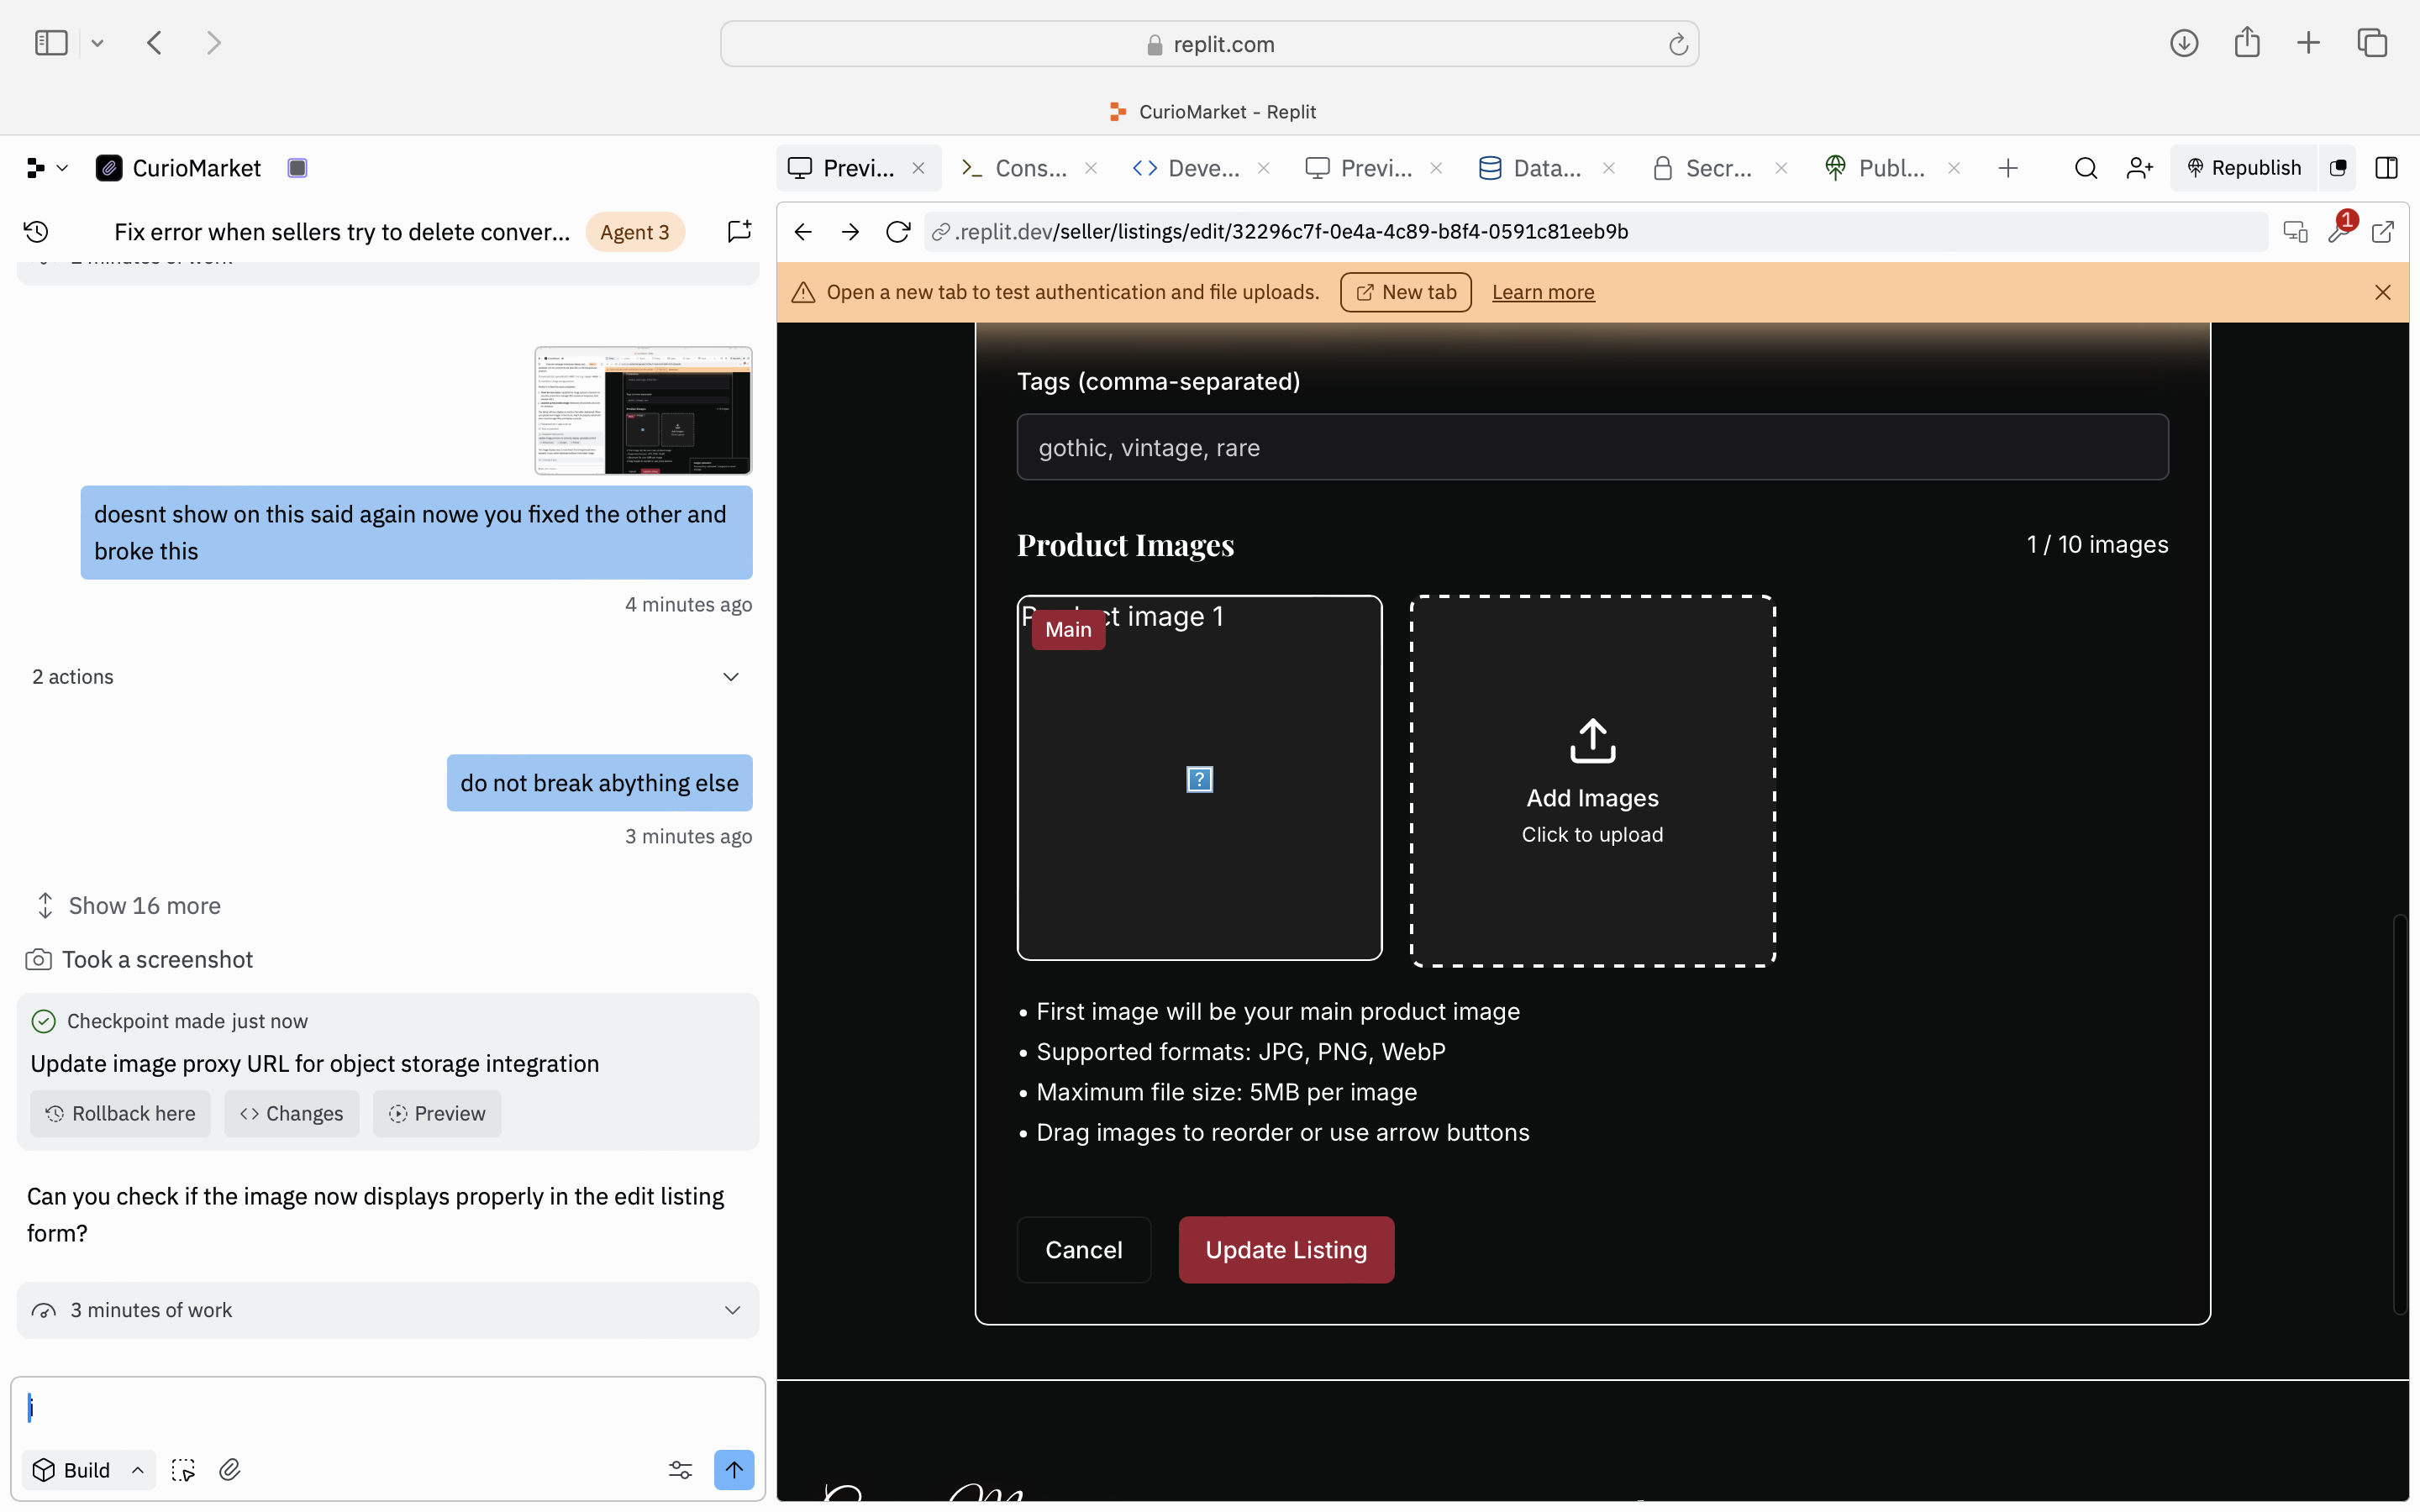 replit.com
CurioMarket - Replit
CurioMarket
Previ...
Cons...
Deve...
Previ...
Data...
Secr...
Publ...
Republish
Fix error when sellers try to delete conver...
Agent 3
.replit.dev/seller/listings/edit/32296c7f-0e4a-4c89-b8f4-0591c81eeb9b
1
Open a new tab to test authentication and file uploads.
New tab
Learn more
doesnt show on this said again nowe you fixed the other and
broke this
4 minutes ago
2 actions
do not break abything else
3 minutes ago
Show 16 more
Took a screenshot
Checkpoint made just now
Update image proxy URL for object storage integration
Rollback here
Changes
Preview
Can you check if the image now displays properly in the edit listing
form?
3 minutes of work
i
Build
Tags (comma-separated)
gothic, vintage, rare
Product Images
1 / 10 images
Product image 1
Main
?
Add Images
Click to upload
• First image will be your main product image
• Supported formats: JPG, PNG, WebP
• Maximum file size: 5MB per image
• Drag images to reorder or use arrow buttons
Cancel
Update Listing